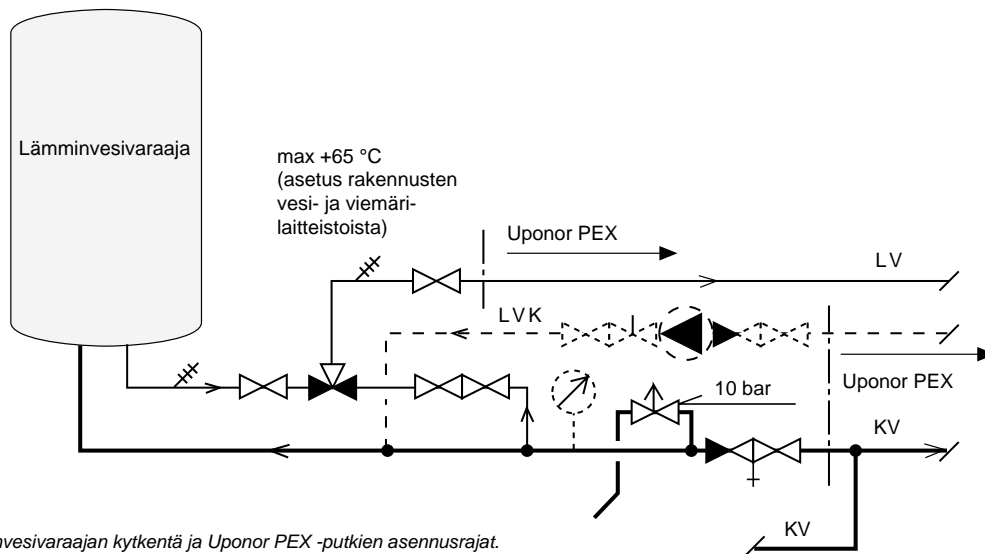 Lämminvesivaraaja
max +65 °C
(asetus rakennusten
vesi- ja viemäri-
laitteistoista)
Uponor PEX
LV
LVK
Uponor PEX
10 bar
KV
KV
kytkentä ja Uponor PEX -putkien asennusrajat.